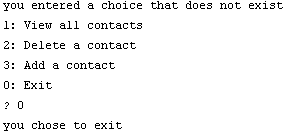 you entered a choice that does not exist
1: View all contacts
2: Delete a contact
3: Add a contact
0: Exit
? 0
you chose to exit